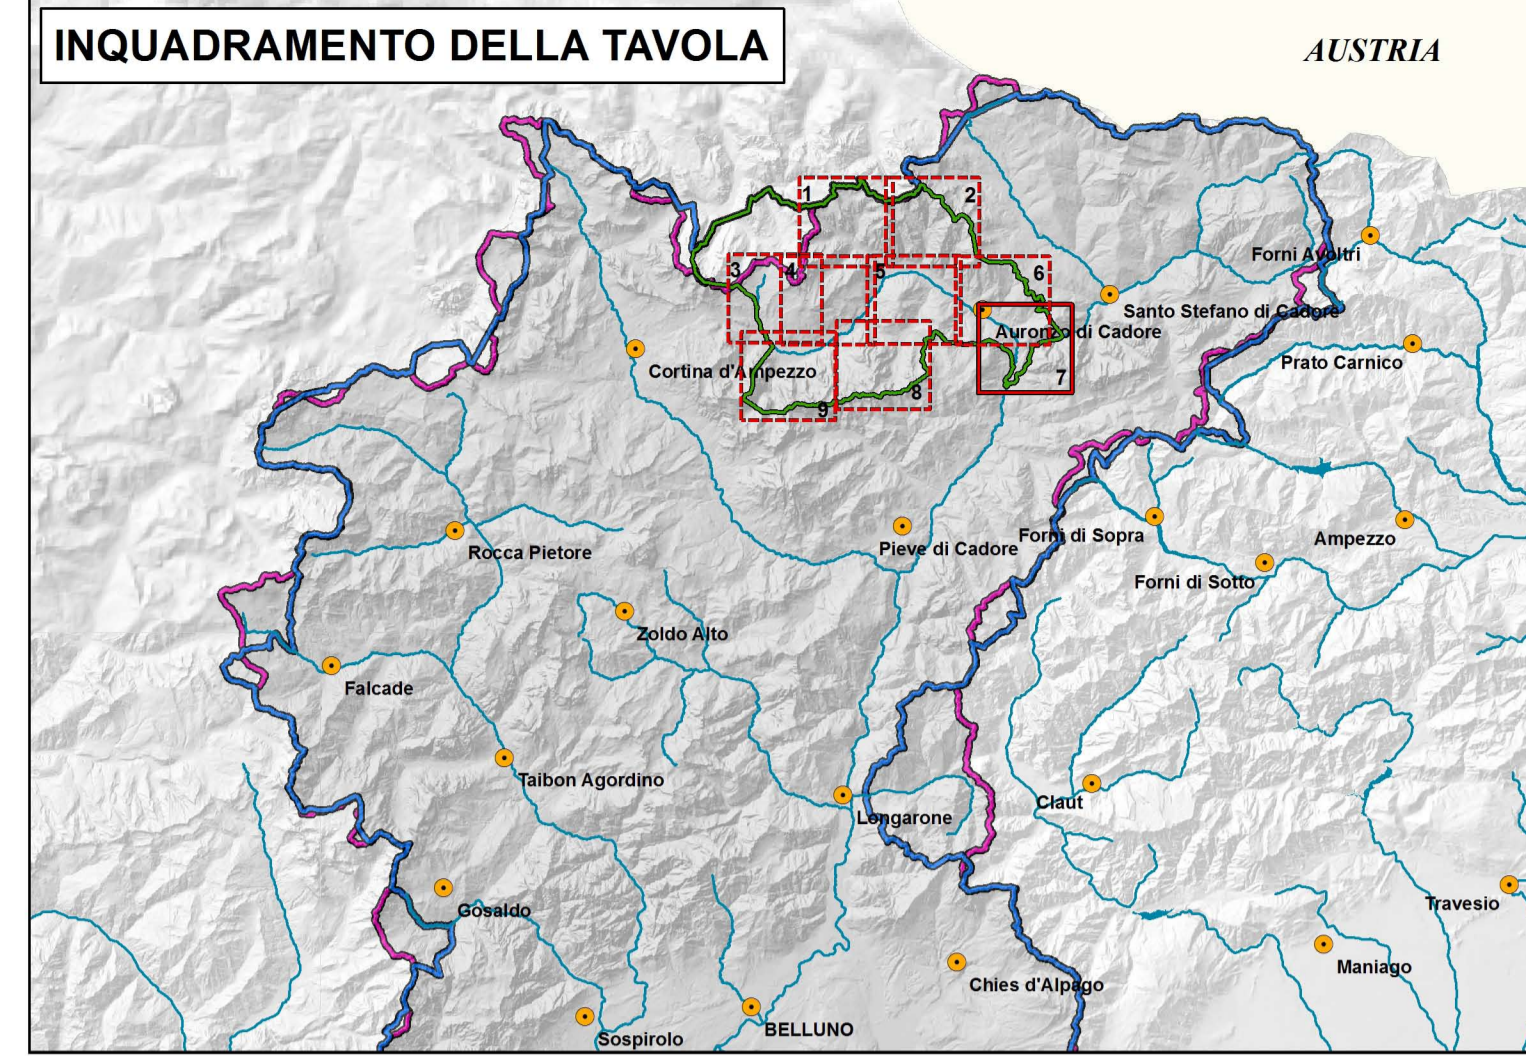 INQUADRAMENTO DELLA TAVOLA
AUSTRIA
1
2
Forni Avoltri
3
4
5
6
Santo Stefano di Cadore
Auronzo di Cadore
Cortina d'Ampezzo
Prato Carnico
7
8
9
Rocca Pietore
Pieve di Cadore
Forni di Sopra
Ampezzo
Forni di Sotto
Zoldo Alto
Falcade
Taibon Agordino
Longarone
Claut
Gosaldo
Travesio
Maniago
Chies d'Alpago
BELLUNO
Sospirolo